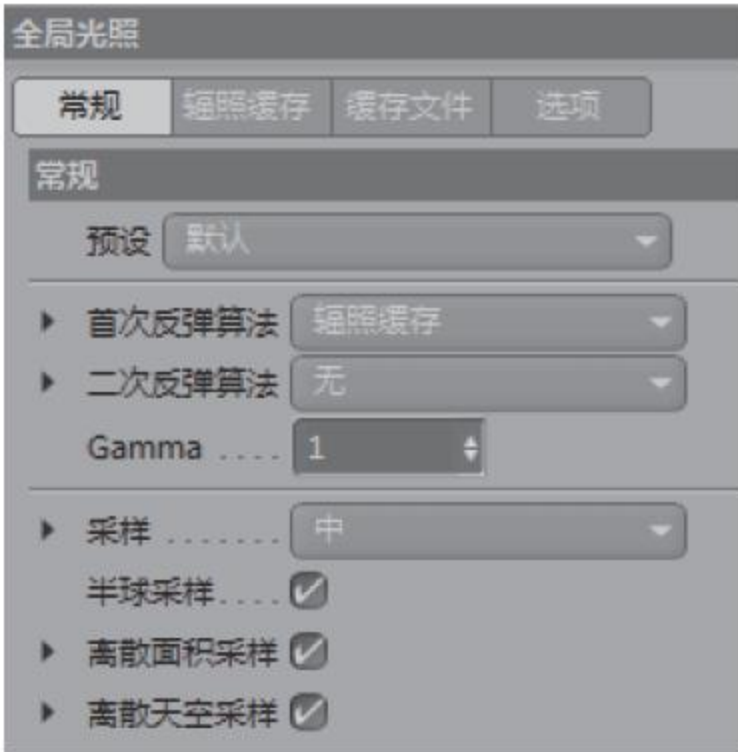 全局光照
常规 辐照缓存 缓存文件 选项
常规
预设 默认
首次反弹算法 辐照缓存
二次反弹算法 无
Gamma .... 1
采样 ....... 中
半球采样 ....
离散面积采样
离散天空采样